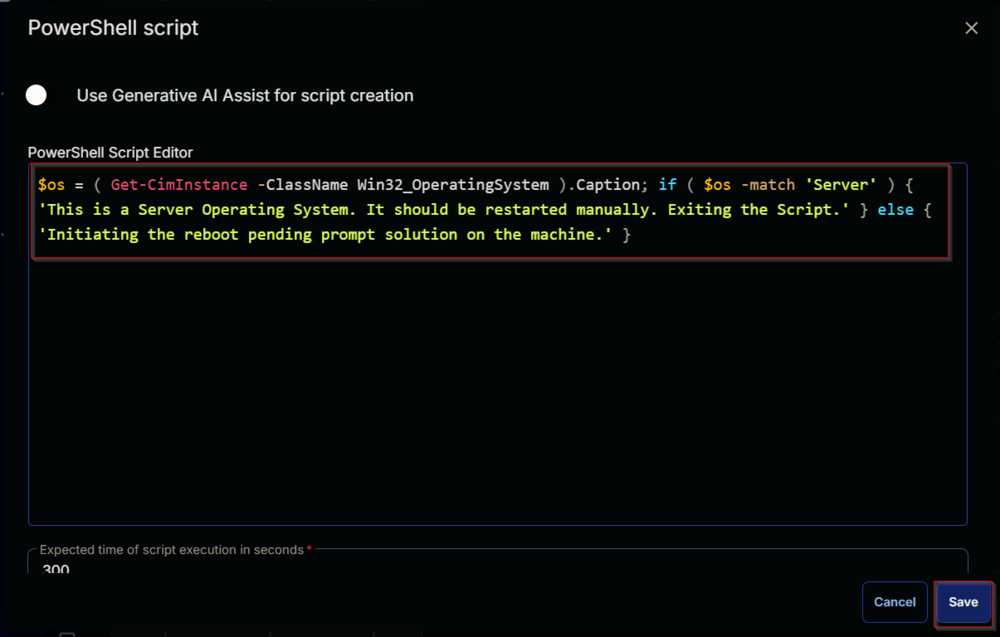 PowerShell script
Use Generative AI Assist for script creation
PowerShell Script Editor
$os = ( Get-CimInstance -ClassName Win32_OperatingSystem ).Caption; if ( $os -match 'Server' ) {
'This is a Server Operating System. It should be restarted manually. Exiting the Script.' } else {
'Initiating the reboot pending prompt solution on the machine.' }
Expected time of script execution in seconds *
300
Cancel
Save